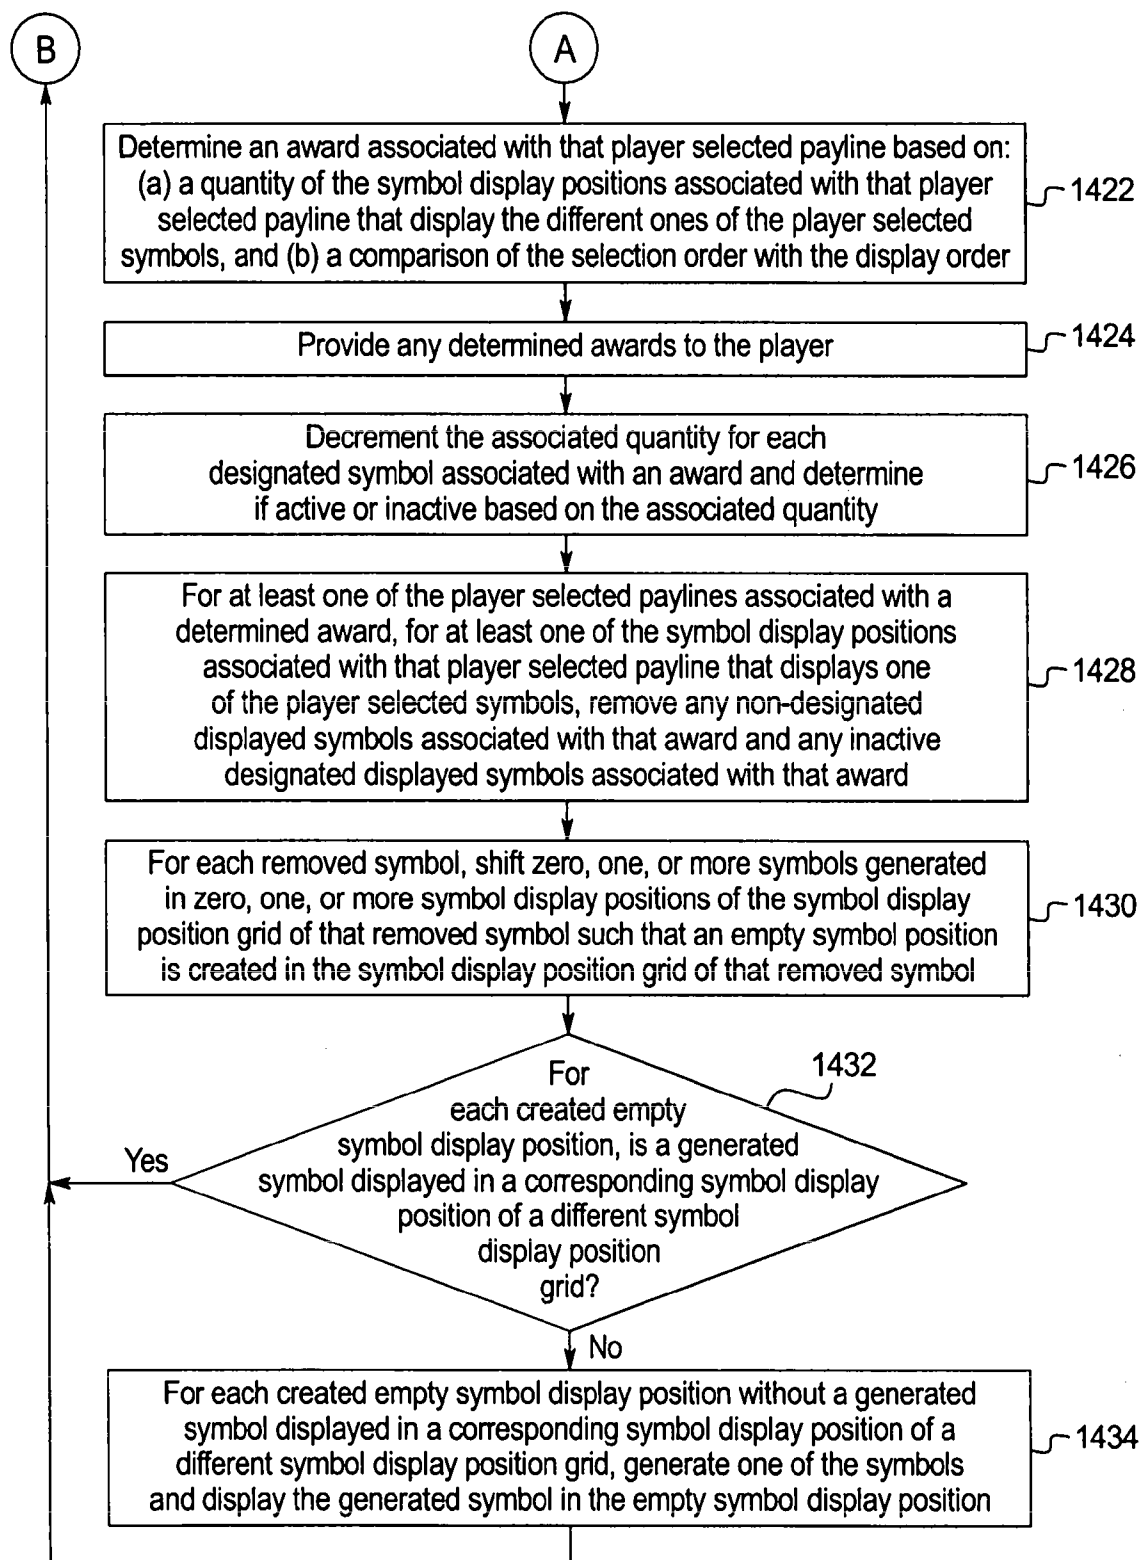 B
A
Determine an award associated with that player selected payline based on:
(a) a quantity of the symbol display positions associated with that player
selected payline that display the different ones of the player selected
symbols, and (b) a comparison of the selection order with the display order
1422
Provide any determined awards to the player
1424
Decrement the associated quantity for each
designated symbol associated with an award and determine
if active or inactive based on the associated quantity
1426
For at least one of the player selected paylines associated with a
determined award, for at least one of the symbol display positions
associated with that player selected payline that displays one
of the player selected symbols, remove any non-designated
displayed symbols associated with that award and any inactive
designated displayed symbols associated with that award
1428
For each removed symbol, shift zero, one, or more symbols generated
in zero, one, or more symbol display positions of the symbol display
position grid of that removed symbol such that an empty symbol position
is created in the symbol display position grid of that removed symbol
1430
1432
For
each created empty
symbol display position, is a generated
symbol displayed in a corresponding symbol display
position of a different symbol
display position
grid?
Yes
No
For each created empty symbol display position without a generated
symbol displayed in a corresponding symbol display position of a
different symbol display position grid, generate one of the symbols
and display the generated symbol in the empty symbol display position
1434